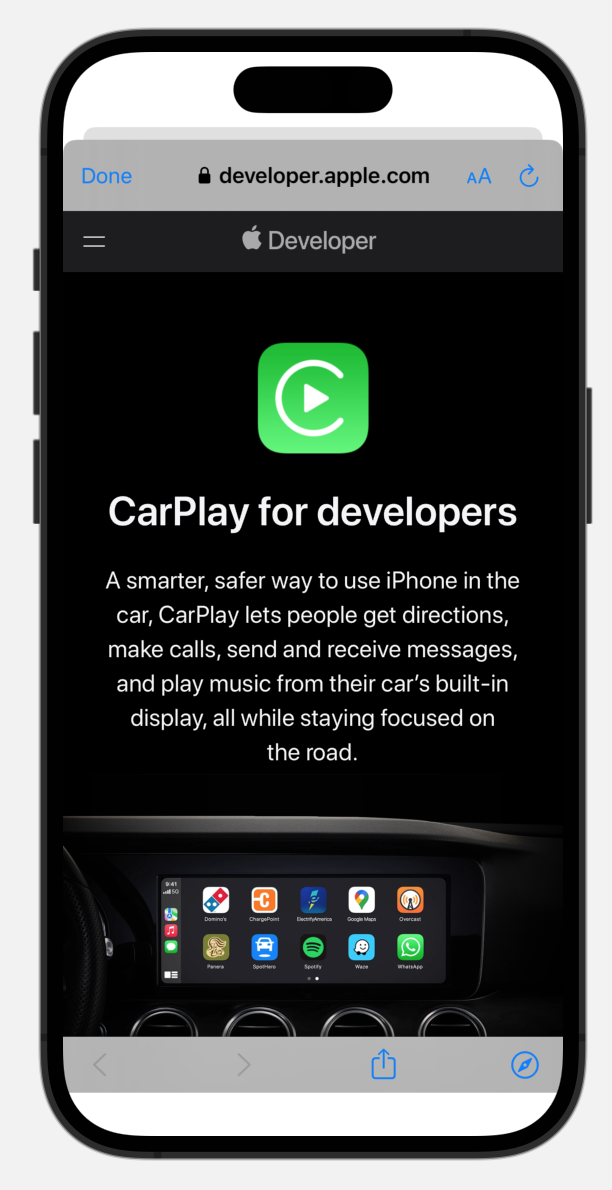 Done
developer.apple.com
AA
Developer
CarPlay for developers
A smarter, safer way to use iPhone in the
car, CarPlay lets people get directions,
make calls, send and receive messages,
and play music from their car’s built-in
display, all while staying focused on
the road.
9:41
5G
Domino's
ChargePoint
ElectrifyAmerica
Google Maps
Overcast
Panera
SpotHero
Spotify
Waze
WhatsApp